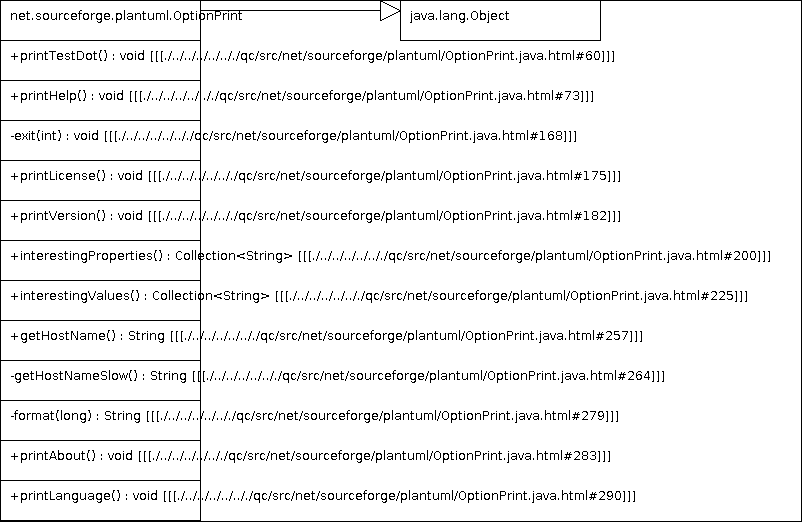 net.sourceforge.plantuml.OptionPrint
java.lang.Object
+printTestDot() : void [[[./../../../../../qc/src/net/sourceforge/plantuml/OptionPrint.java.html#60]]]
+printHelp() : void [[[./../../../../../qc/src/net/sourceforge/plantuml/OptionPrint.java.html#73]]]
-exit(int) : void [[[./../../../../../qc/src/net/sourceforge/plantuml/OptionPrint.java.html#168]]]
+printLicense() : void [[[./../../../../../qc/src/net/sourceforge/plantuml/OptionPrint.java.html#175]]]
+printVersion() : void [[[./../../../../../qc/src/net/sourceforge/plantuml/OptionPrint.java.html#182]]]
+interestingProperties() : Collection<String> [[[./../../../../../qc/src/net/sourceforge/plantuml/OptionPrint.java.html#200]]]
+interestingValues() : Collection<String> [[[./../../../../../qc/src/net/sourceforge/plantuml/OptionPrint.java.html#225]]]
+getHostName() : String [[[./../../../../../qc/src/net/sourceforge/plantuml/OptionPrint.java.html#257]]]
-getHostNameSlow() : String [[[./../../../../../qc/src/net/sourceforge/plantuml/OptionPrint.java.html#264]]]
-format(long) : String [[[./../../../../../qc/src/net/sourceforge/plantuml/OptionPrint.java.html#279]]]
+printAbout() : void [[[./../../../../../qc/src/net/sourceforge/plantuml/OptionPrint.java.html#283]]]
+printLanguage() : void [[[./../../../../../qc/src/net/sourceforge/plantuml/OptionPrint.java.html#290]]]